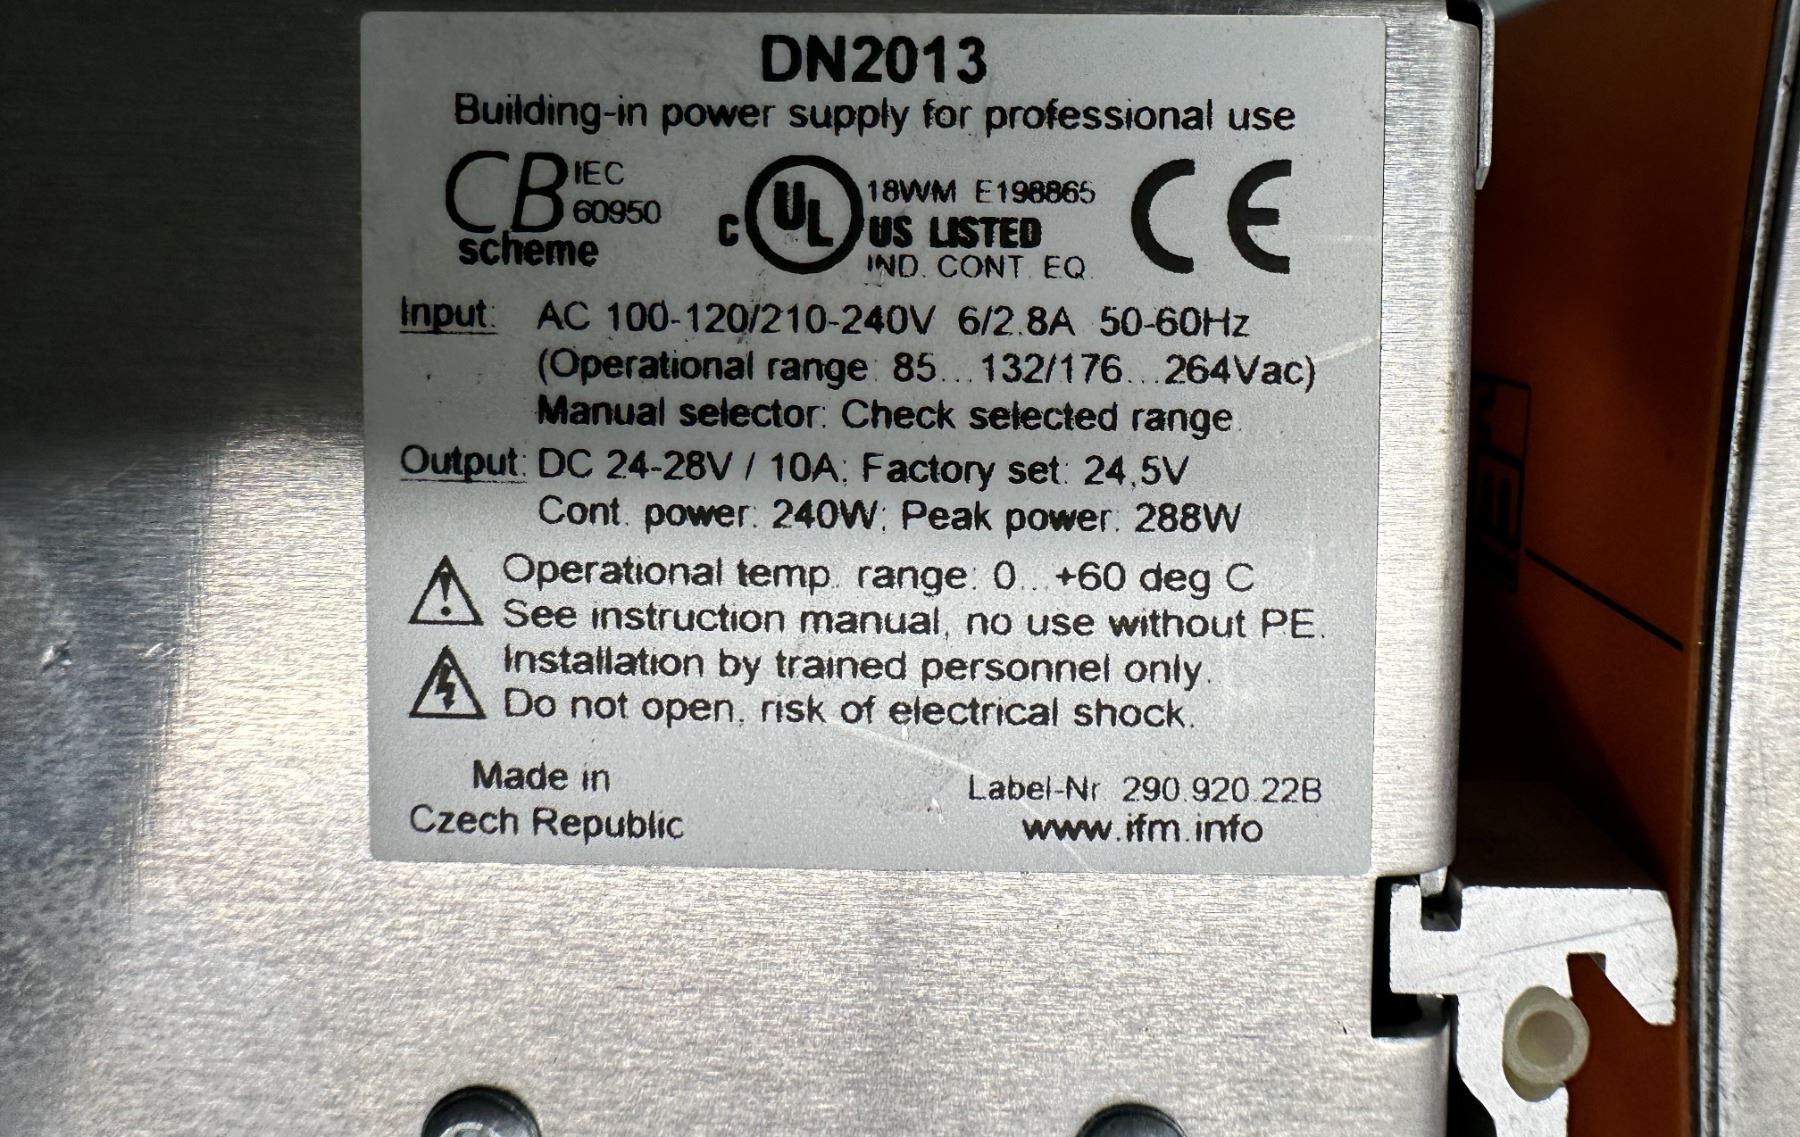 DN2013
Building-in power supply for professional use
CB IEC 60950
scheme
C UL 18WM E198865
US LISTED
IND. CONT. EQ.
CE
Input: AC 100-120/210-240V 6/2.8A 50-60Hz
(Operational range: 85...132/176...264Vac)
Manual selector: Check selected range.
Output: DC 24-28V / 10A; Factory set: 24,5V
Cont. power: 240W; Peak power: 288W
Operational temp. range: 0...+60 deg C
See instruction manual, no use without PE.
Installation by trained personnel only.
Do not open, risk of electrical shock.
Made in
Czech Republic
Label-Nr 290.920.22B
www.ifm.info